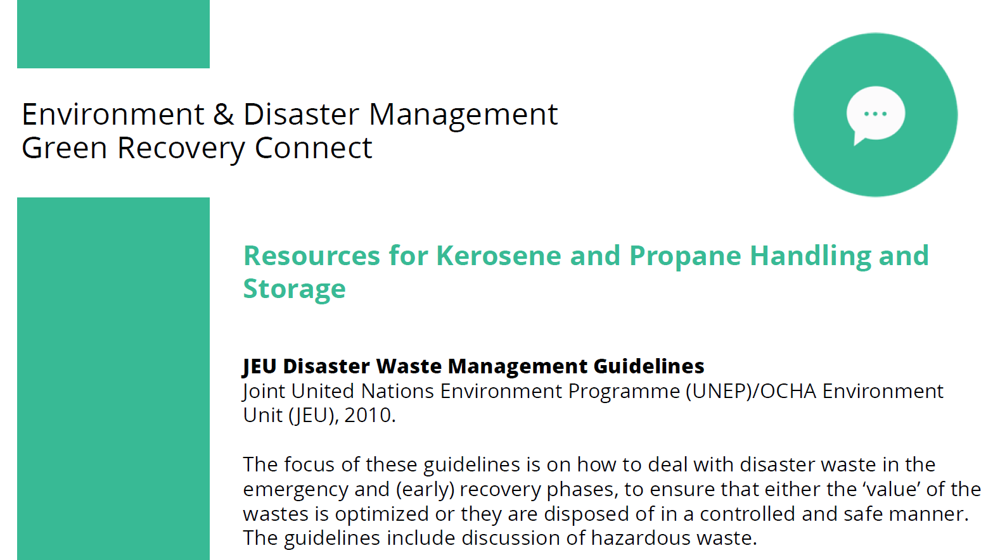 Environment & Disaster Management
Green Recovery Connect
Resources for Kerosene and Propane Handling and
Storage
JEU Disaster Waste Management Guidelines
Joint United Nations Environment Programme (UNEP)/OCHA Environment
Unit (JEU), 2010.
The focus of these guidelines is on how to deal with disaster waste in the
emergency and (early) recovery phases, to ensure that either the ‘value’ of the
wastes is optimized or they are disposed of in a controlled and safe manner.
The guidelines include discussion of hazardous waste.